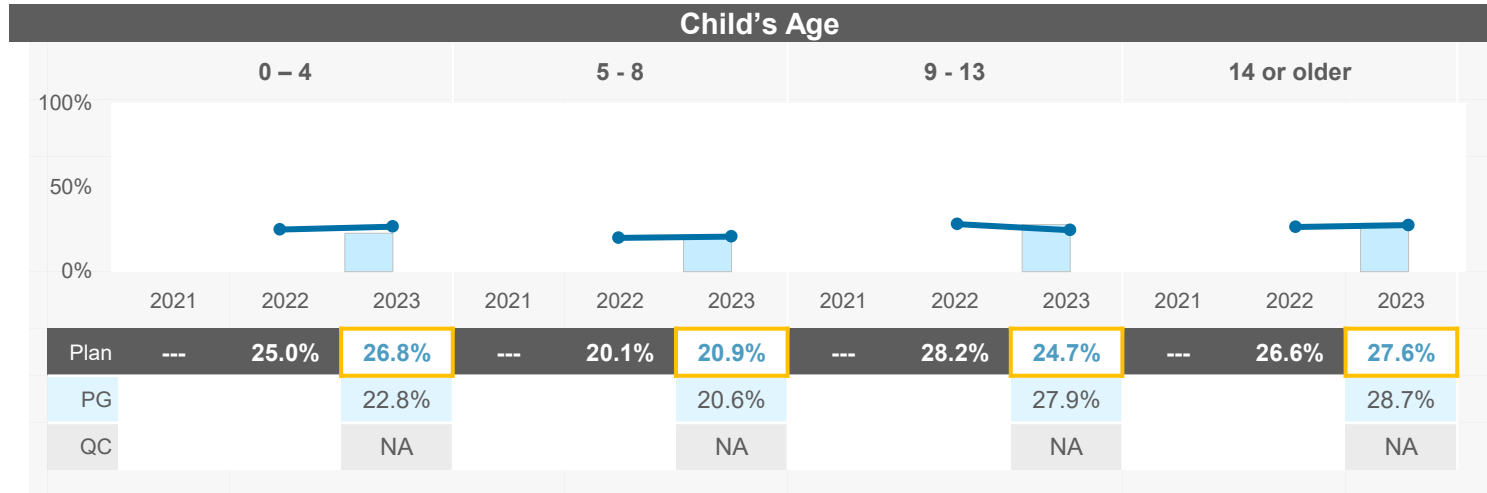 Child’s Age
0 – 4 5 - 8 9 - 13 14 or older
100%
50%
0%
2021 2022 2023 2021 2022 2023 2021 2022 2023 2021 2022 2023
Plan --- 25.0% 26.8% --- 20.1% 20.9% --- 28.2% 24.7% --- 26.6% 27.6%
PG 22.8% 20.6% 27.9% 28.7%
QC NA NA NA NA